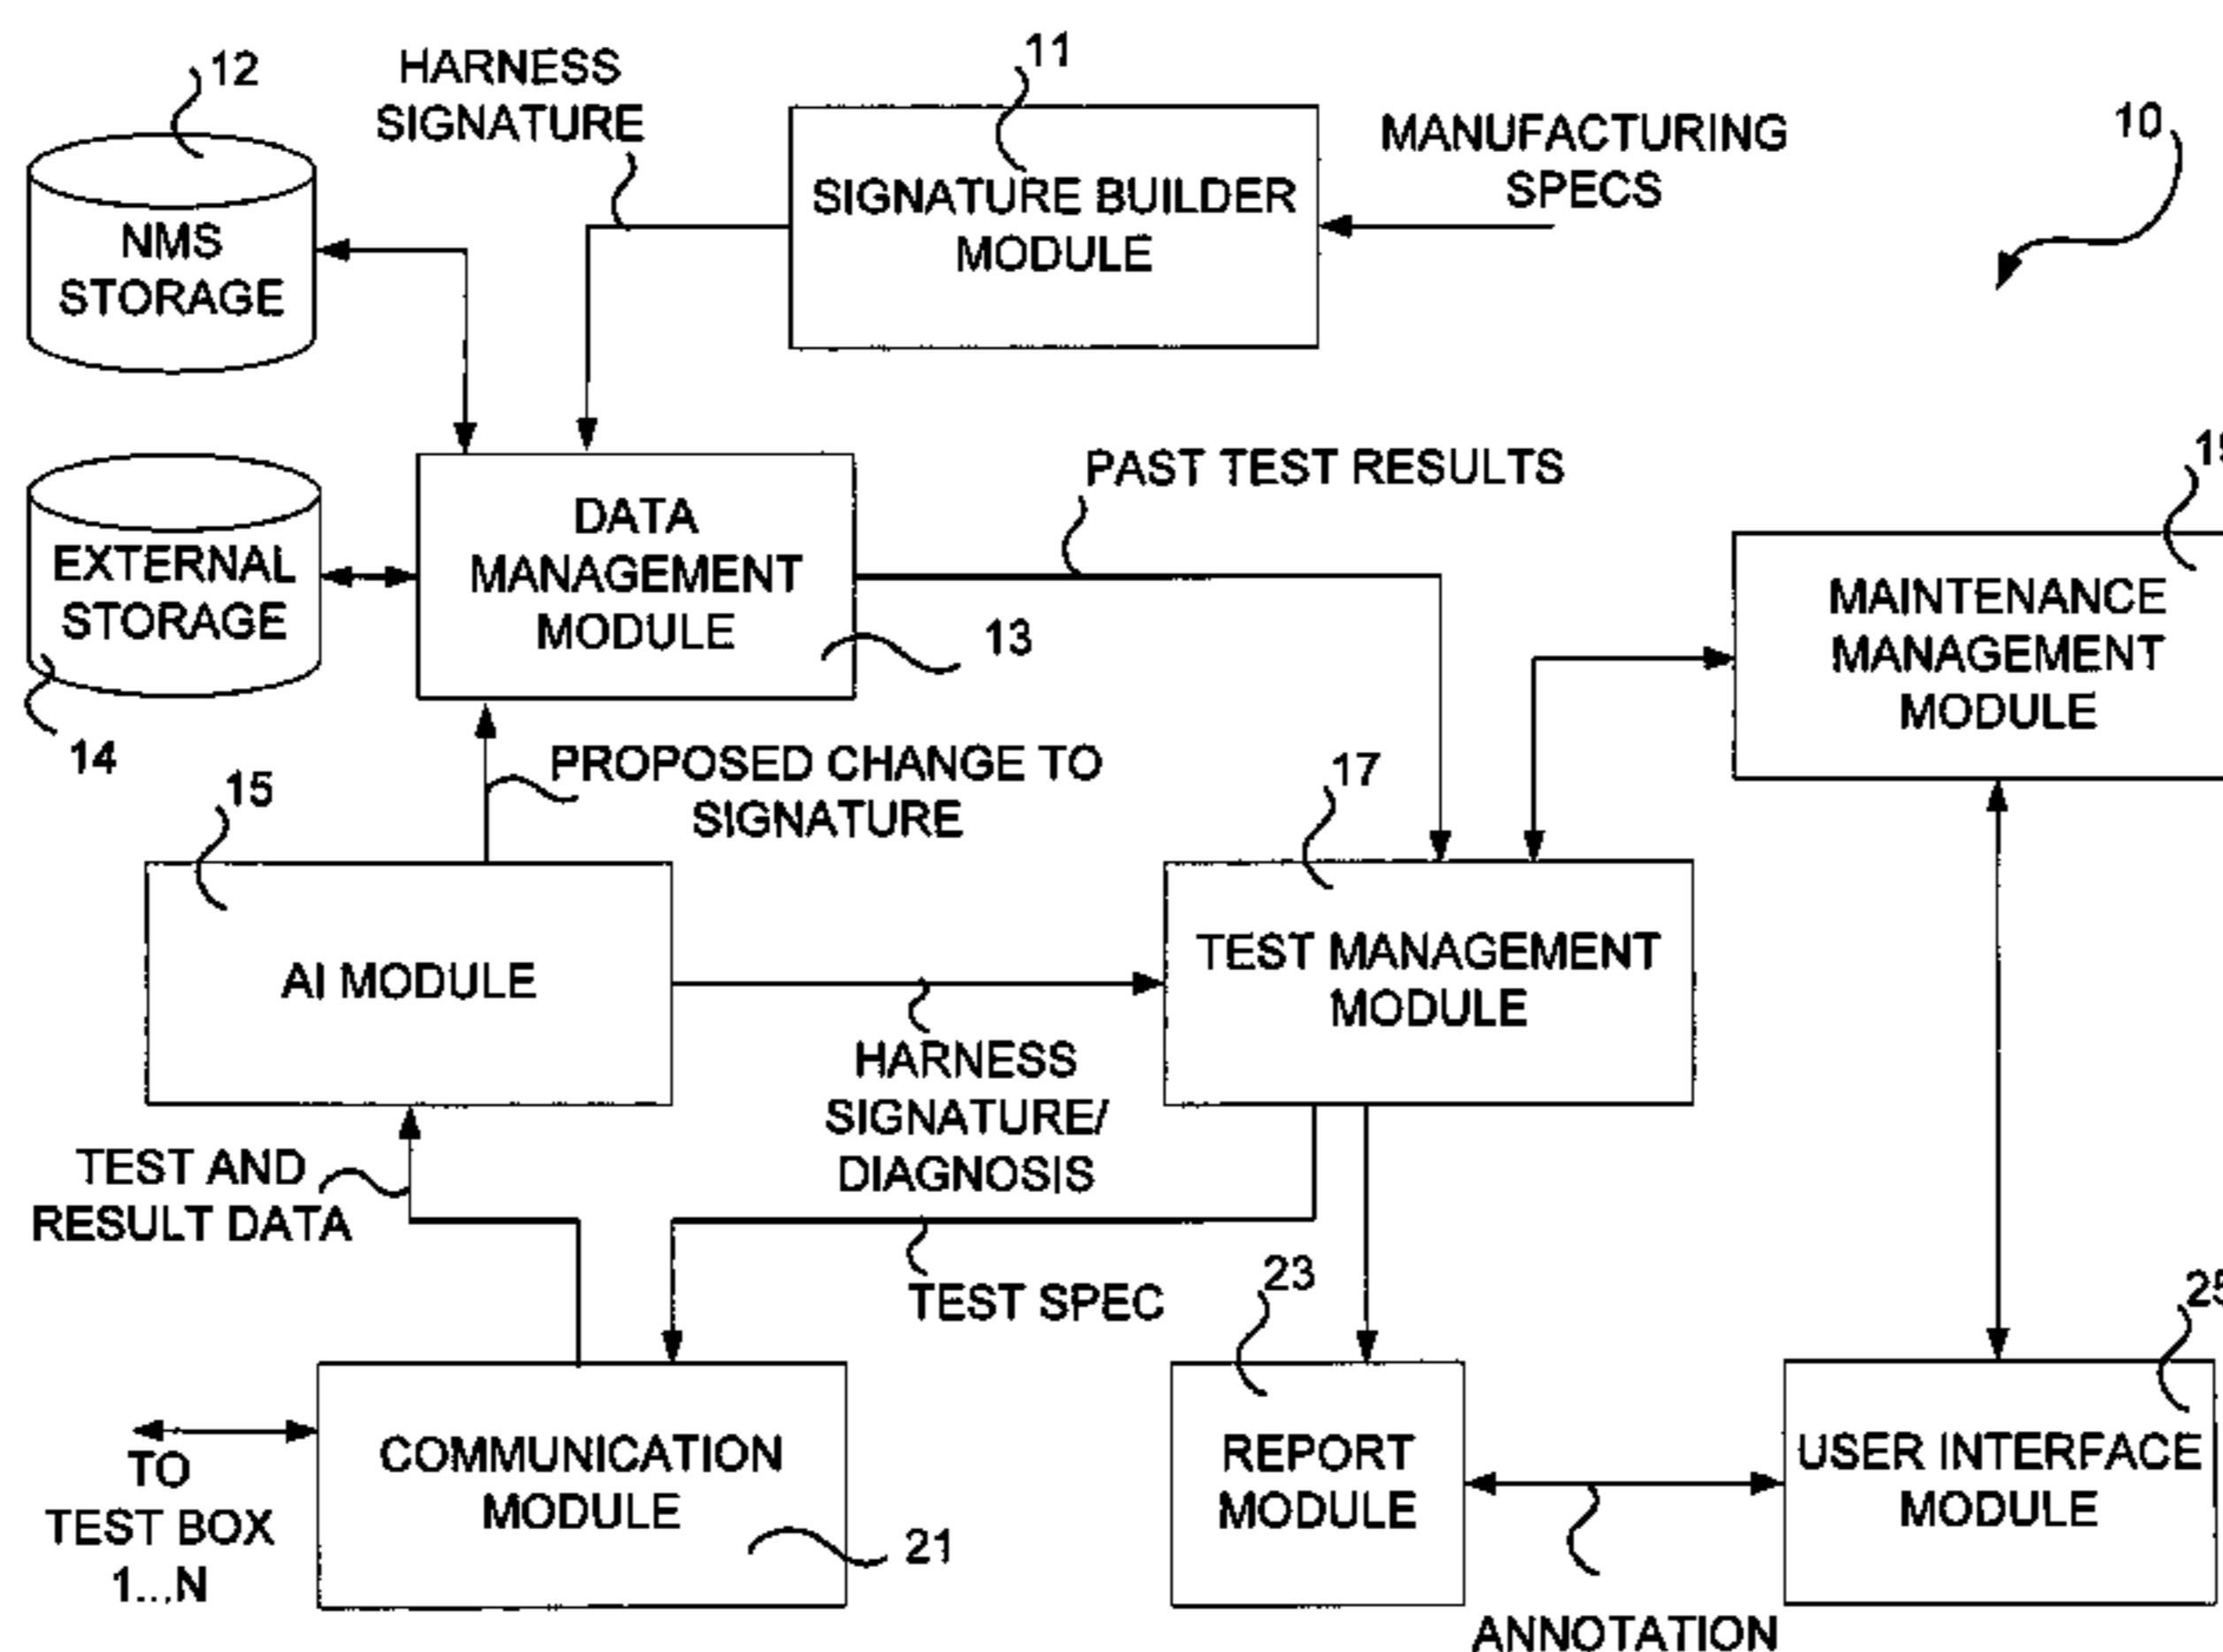 12
HARNESS
SIGNATURE
11
MANUFACTURING
SPECS
10
SIGNATURE BUILDER
MODULE
NMS
STORAGE
PAST TEST RESULTS
19
DATA
MANAGEMENT
MODULE
13
EXTERNAL
STORAGE
14
MAINTENANCE
MANAGEMENT
MODULE
PROPOSED CHANGE TO
SIGNATURE
15
17
AI MODULE
TEST MANAGEMENT
MODULE
HARNESS
SIGNATURE/
DIAGNOSIS
TEST AND
RESULT DATA
TEST SPEC
23
25
TO
TEST BOX
1...N
COMMUNICATION
MODULE
21
REPORT
MODULE
USER INTERFACE
MODULE
ANNOTATION